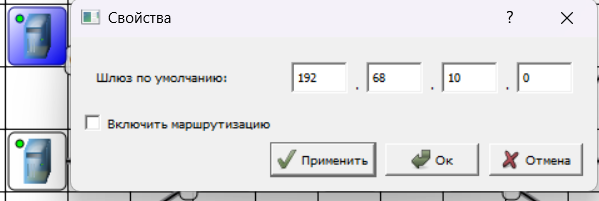 Свойства ?
Шлюз по умолчанию: 192 . 68 . 10 . 0
Включить маршрутизацию
Применить Ок Отмена